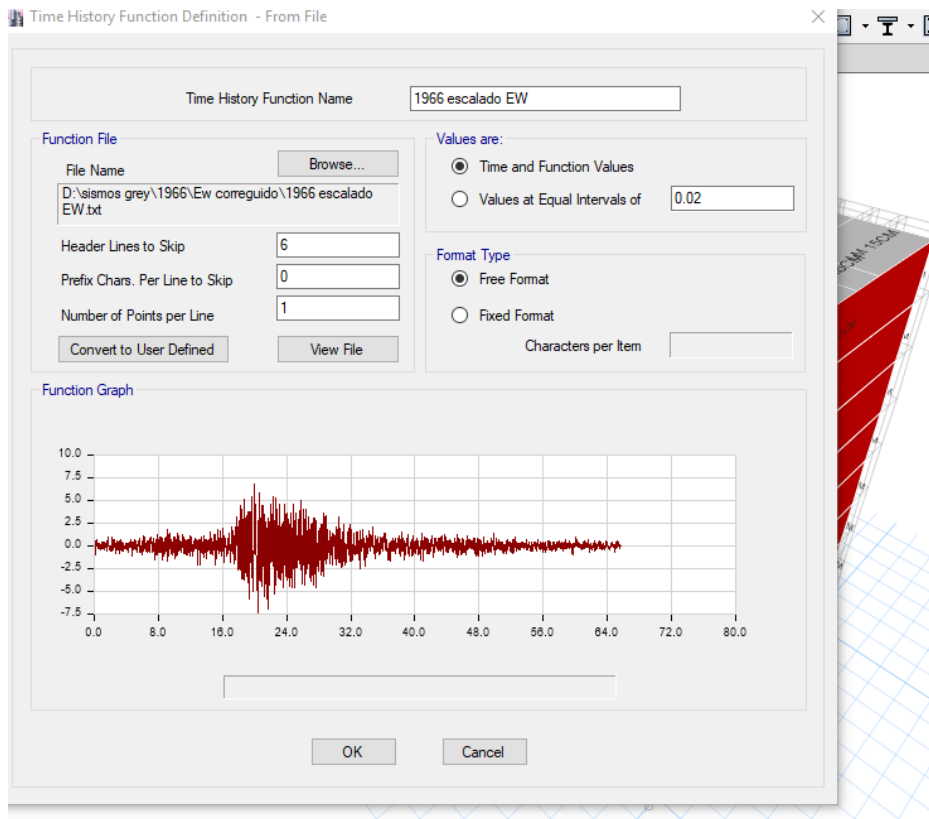 Time History Function Definition - From File
Time History Function Name
1966 escalado EW
Function File
File Name
Browse...
D:\sismos grey\1966\Ew correguido\1966 escalado
EW.txt
Header Lines to Skip
6
Prefix Chars. Per Line to Skip
0
Number of Points per Line
1
Convert to User Defined
View File
Values are:
Time and Function Values
Values at Equal Intervals of
0.02
Format Type
Free Format
Fixed Format
Characters per Item
Function Graph
10.0
7.5
5.0
2.5
0.0
-2.5
-5.0
-7.5
0.0 8.0 16.0 24.0 32.0 40.0 48.0 56.0 64.0 72.0 80.0
OK
Cancel
15CM